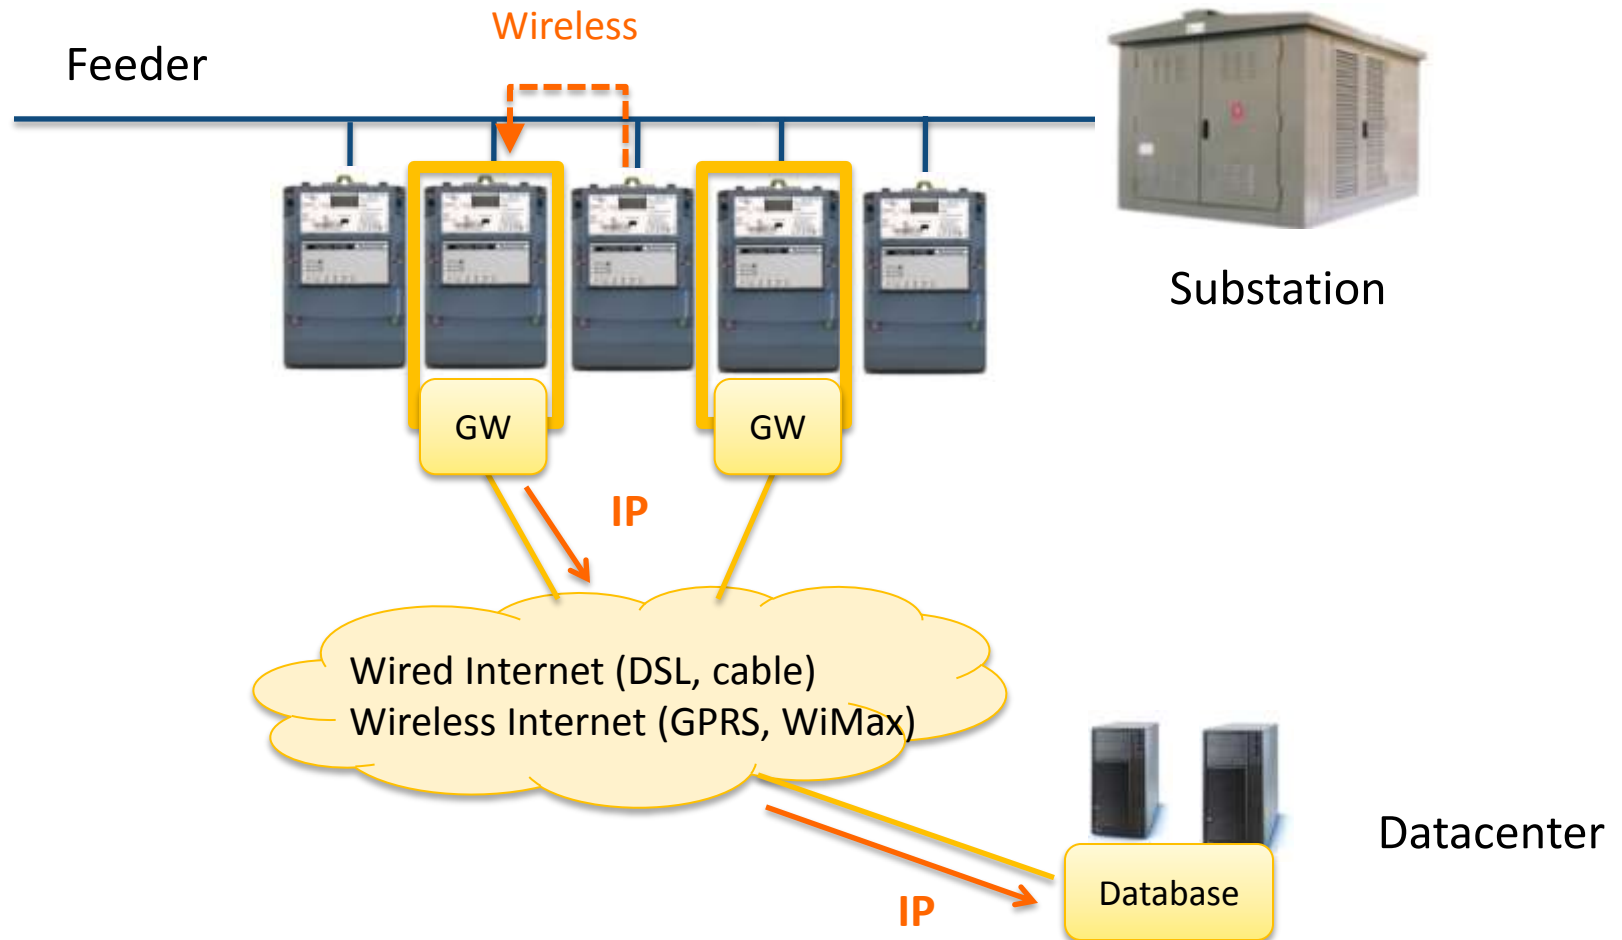 Wireless
Feeder
Substation
GW
GW
IP
Wired Internet (DSL, cable)
Wireless Internet (GPRS, WiMax)
Datacenter
Database
IP